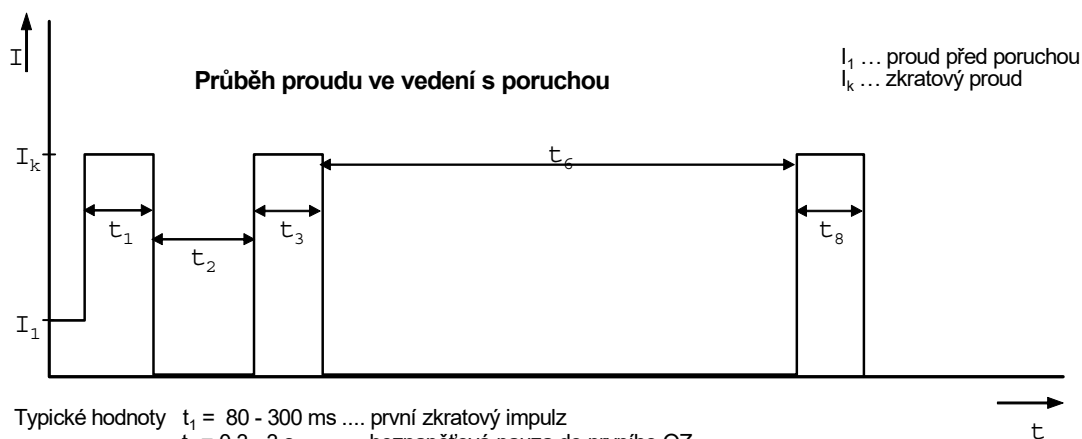 I
Průběh proudu ve vedení s poruchou
I₁ … proud před poruchou
Iₖ … zkratový proud
Iₖ
t₆
t₁
t₃
t₈
t₂
I₁
t
Typické hodnoty t₁ = 80 - 300 ms .... první zkratový impulz